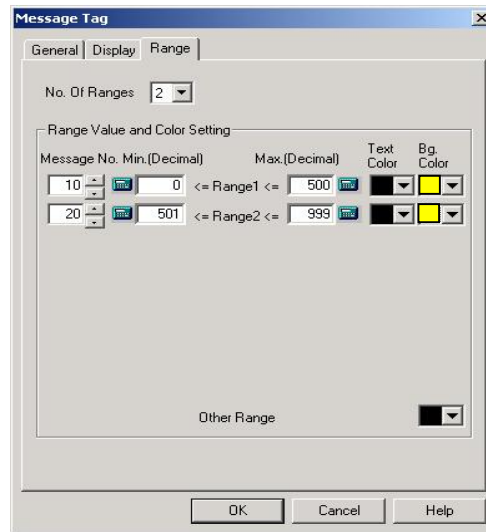 Message Tag
General Display Range
No. Of Ranges 2
Range Value and Color Setting
Text Bg.
Message No. Min.(Decimal) Max.(Decimal) Color Color
10 0 <= Range1 <= 500
20 501 <= Range2 <= 999
Other Range
OK Cancel Help